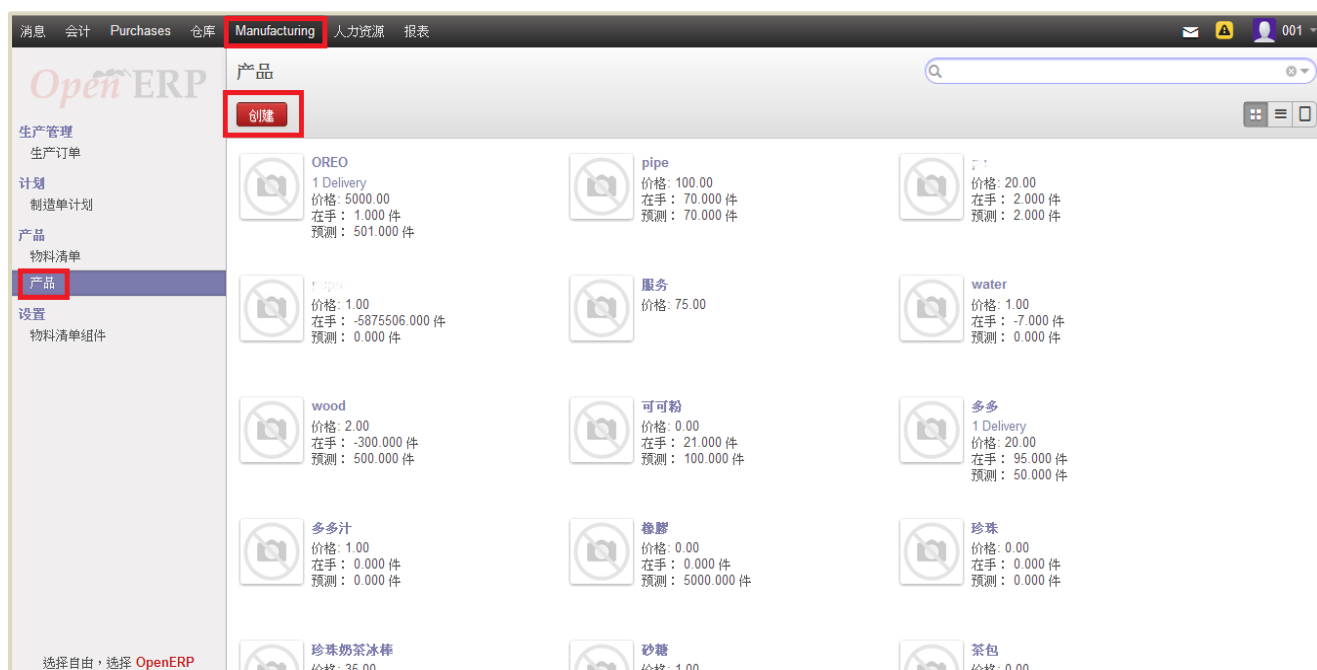 消息 会计 Purchases 仓库 Manufacturing 人力资源 报表 001
OpenERP
产品
创建
生产管理
生产订单
计划
制造单计划
产品
物料清单
产品
设置
物料清单组件
选择自由，选择 OpenERP
OREO
1 Delivery
价格: 5000.00
在手： 1.000 件
预测： 501.000 件
pipe
价格: 100.00
在手： 70.000 件
预测： 70.000 件
价格: 20.00
在手： 2.000 件
预测： 2.000 件
价格: 1.00
在手： -5875506.000 件
预测： 0.000 件
服务
价格: 75.00
water
价格: 1.00
在手： -7.000 件
预测： 0.000 件
wood
价格: 2.00
在手： -300.000 件
预测： 500.000 件
可可粉
价格: 0.00
在手： 21.000 件
预测： 100.000 件
多多
1 Delivery
价格: 20.00
在手： 95.000 件
预测： 50.000 件
多多汁
价格: 1.00
在手： 0.000 件
预测： 0.000 件
橡膠
价格: 0.00
在手： 0.000 件
预测： 5000.000 件
珍珠
价格: 0.00
在手： 0.000 件
预测： 0.000 件
珍珠奶茶冰棒
价格: 35.00
砂糖
价格: 1.00
茶包
价格: 0.00